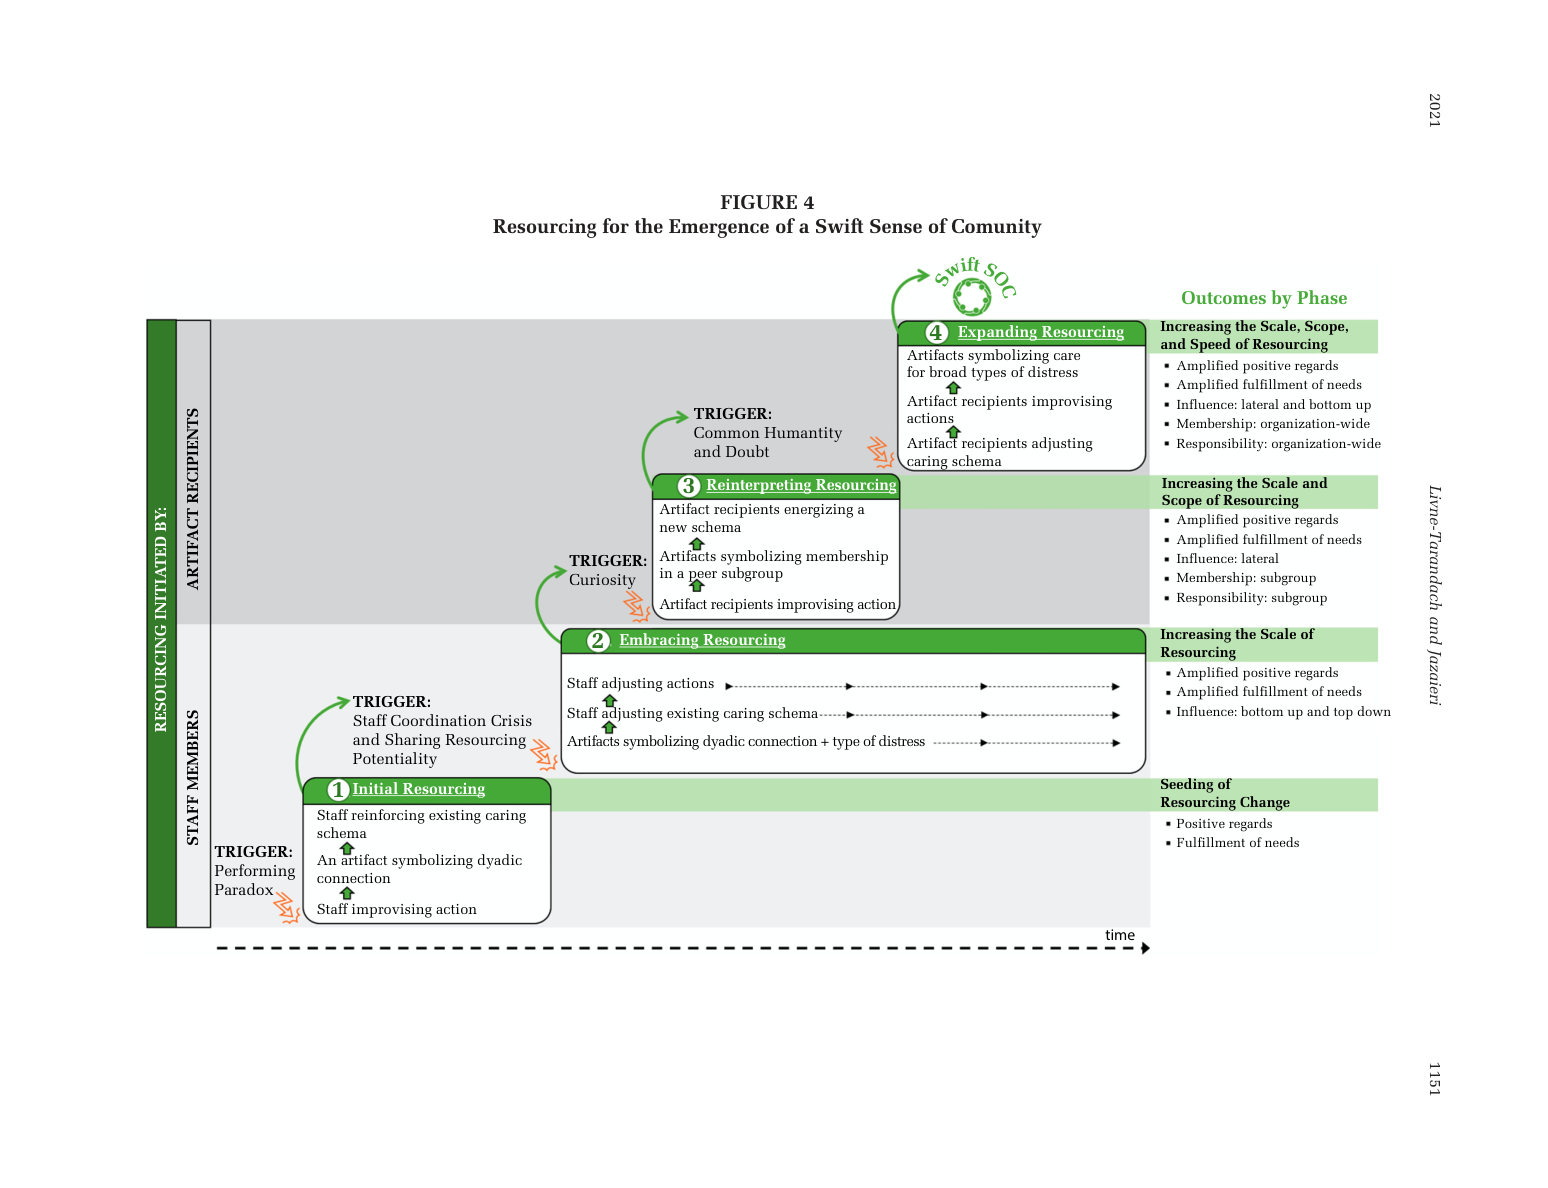 2021
Livne-Tarandach and Jazaieri
1151
FIGURE 4
Resourcing for the Emergence of a Swift Sense of Comunity
Swift SOC
Outcomes by Phase
RESOURCING INITIATED BY:
ARTIFACT RECIPIENTS
STAFF MEMBERS
4 Expanding Resourcing
Artifacts symbolizing care
for broad types of distress
Artifact recipients improvising
actions
Artifact recipients adjusting
caring schema
Increasing the Scale, Scope,
and Speed of Resourcing
▪ Amplified positive regards
▪ Amplified fulfillment of needs
▪ Influence: lateral and bottom up
▪ Membership: organization-wide
▪ Responsibility: organization-wide
TRIGGER:
Common Humantity
and Doubt
3 Reinterpreting Resourcing
Artifact recipients energizing a
new schema
Artifacts symbolizing membership
in a peer subgroup
Artifact recipients improvising action
Increasing the Scale and
Scope of Resourcing
▪ Amplified positive regards
▪ Amplified fulfillment of needs
▪ Influence: lateral
▪ Membership: subgroup
▪ Responsibility: subgroup
TRIGGER:
Curiosity
2 Embracing Resourcing
Staff adjusting actions
Staff adjusting existing caring schema
Artifacts symbolizing dyadic connection + type of distress
Increasing the Scale of
Resourcing
▪ Amplified positive regards
▪ Amplified fulfillment of needs
▪ Influence: bottom up and top down
TRIGGER:
Staff Coordination Crisis
and Sharing Resourcing
Potentiality
1 Initial Resourcing
Staff reinforcing existing caring
schema
An artifact symbolizing dyadic
connection
Staff improvising action
Seeding of
Resourcing Change
▪ Positive regards
▪ Fulfillment of needs
TRIGGER:
Performing
Paradox
time